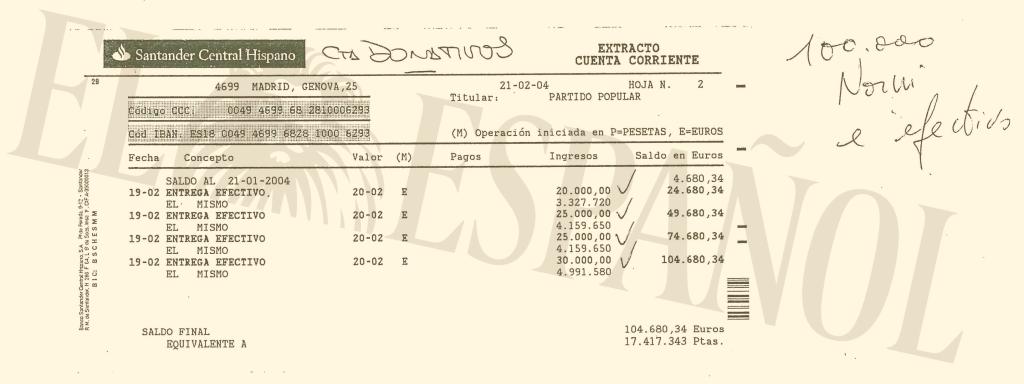 Santander Central Hispano
Cta DONATIVOS
EXTRACTO
CUENTA CORRIENTE
100.000
29
4699 MADRID, GENOVA,25
21-02-04 HOJA N. 2
Titular: PARTIDO POPULAR
Código CCC: 0049 4699 68 2810006293
Cod IBAN. ES18 0049 4699 6828 1000 6293
(M) Operación iniciada en P=PESETAS, E=EUROS
e efectivo
Fecha Concepto Valor (M) Pagos Ingresos Saldo en Euros
SALDO AL 21-01-2004 4.680,34
19-02 ENTREGA EFECTIVO. 20-02 E 20.000,00 24.680,34
EL MISMO 3.327.720
19-02 ENTREGA EFECTIVO 20-02 E 25.000,00 49.680,34
EL MISMO 4.159.650
19-02 ENTREGA EFECTIVO 20-02 E 25.000,00 74.680,34
EL MISMO 4.159.650
19-02 ENTREGA EFECTIVO 20-02 E 30.000,00 104.680,34
EL MISMO 4.991.580
SALDO FINAL 104.680,34 Euros
EQUIVALENTE A 17.417.343 Ptas.
BIC: BSCHESMM
EL ESPAÑOL